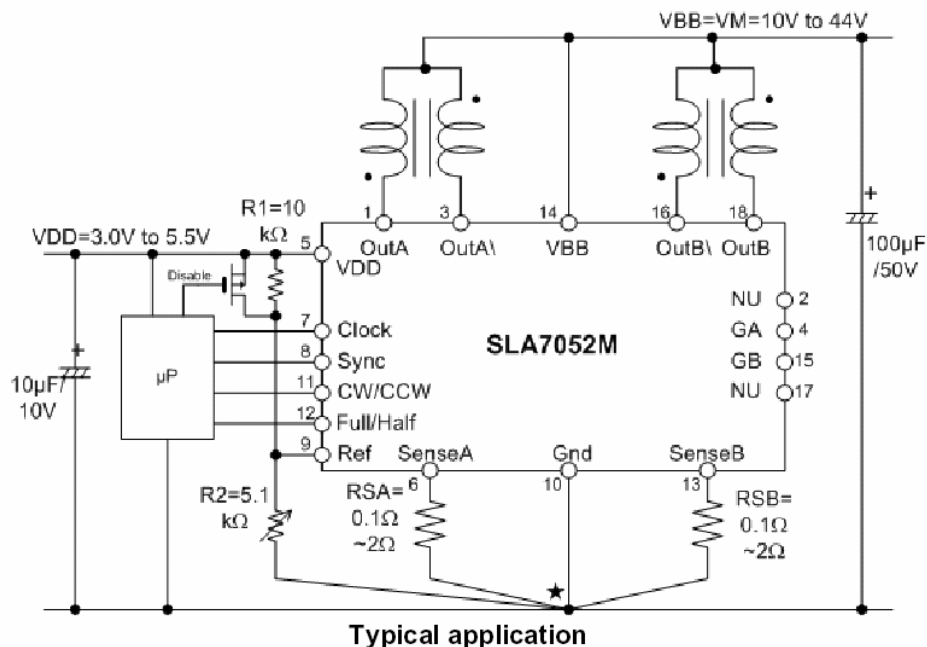 VBB=VM=10V to 44V
R1=10
kΩ
1
3
14
16
18
VDD=3.0V to 5.5V
5
OutA
OutA\
VBB
OutB\
OutB
+
100µF
/50V
VDD
Disable
NU
2
7
Clock
GA
4
SLA7052M
8
Sync
GB
15
+
10µF/
10V
µP
11
CW/CCW
NU
17
12
Full/Half
9
Ref
SenseA
Gnd
SenseB
6
10
13
R2=5.1
kΩ
RSA=
0.1Ω
~2Ω
RSB=
0.1Ω
~2Ω
★
Typical application